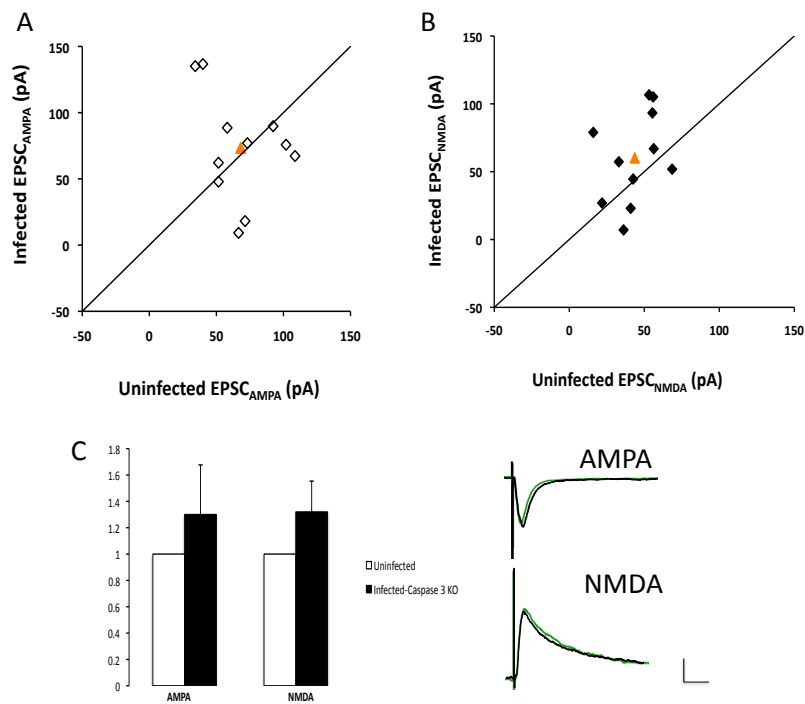 A
Infected EPSCAMPA (pA)
150
100
50
0
-50
-50 0 50 100 150
Uninfected EPSCAMPA (pA)
B
Infected EPSCNMDA (pA)
150
100
50
0
-50
-50 0 50 100 150
Uninfected EPSCNMDA (pA)
C
1.8
1.6
1.4
1.2
1
0.8
0.6
0.4
0.2
0
AMPA NMDA
Uninfected
Infected-Caspase 3 KO
AMPA
NMDA